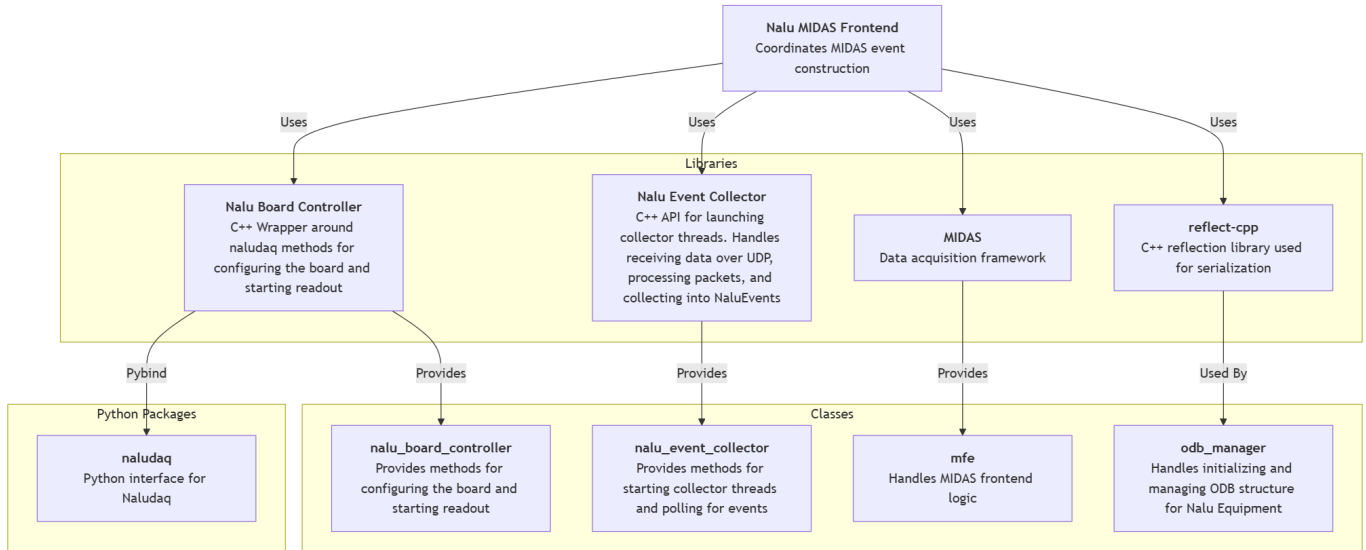 Nalu MIDAS Frontend
Coordinates MIDAS event
construction
Uses
Uses
Uses
Uses
Libraries
Nalu Board Controller
C++ Wrapper around
naludaq methods for
configuring the board and
starting readout
Nalu Event Collector
C++ API for launching
collector threads. Handles
receiving data over UDP,
processing packets, and
collecting into NaluEvents
MIDAS
Data acquisition framework
reflect-cpp
C++ reflection library used
for serialization
Pybind
Provides
Provides
Provides
Used By
Python Packages
naludaq
Python interface for
Naludaq
Classes
nalu_board_controller
Provides methods for
configuring the board and
starting readout
nalu_event_collector
Provides methods for
starting collector threads
and polling for events
mfe
Handles MIDAS frontend
logic
odb_manager
Handles initializing and
managing ODB structure
for Nalu Equipment